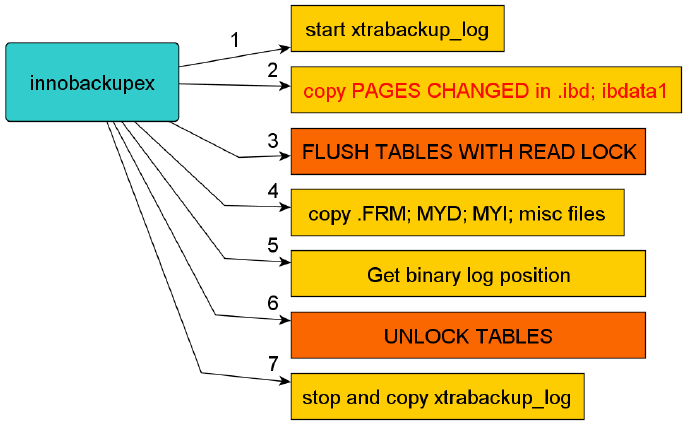 innobackupex
1
start xtrabackup_log
2
copy PAGES CHANGED in .ibd; ibdata1
3
FLUSH TABLES WITH READ LOCK
4
copy .FRM; MYD; MYI; misc files
5
Get binary log position
6
UNLOCK TABLES
7
stop and copy xtrabackup_log